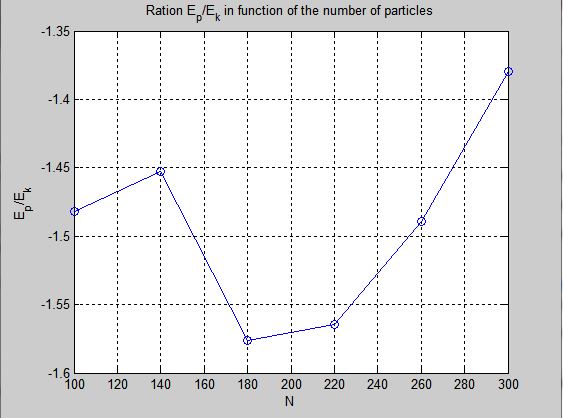 Ration Ep/Ek in function of the number of particles
-1.35
-1.4
-1.45
-1.5
-1.55
-1.6
Ep/Ek
100 120 140 160 180 200 220 240 260 280 300
N